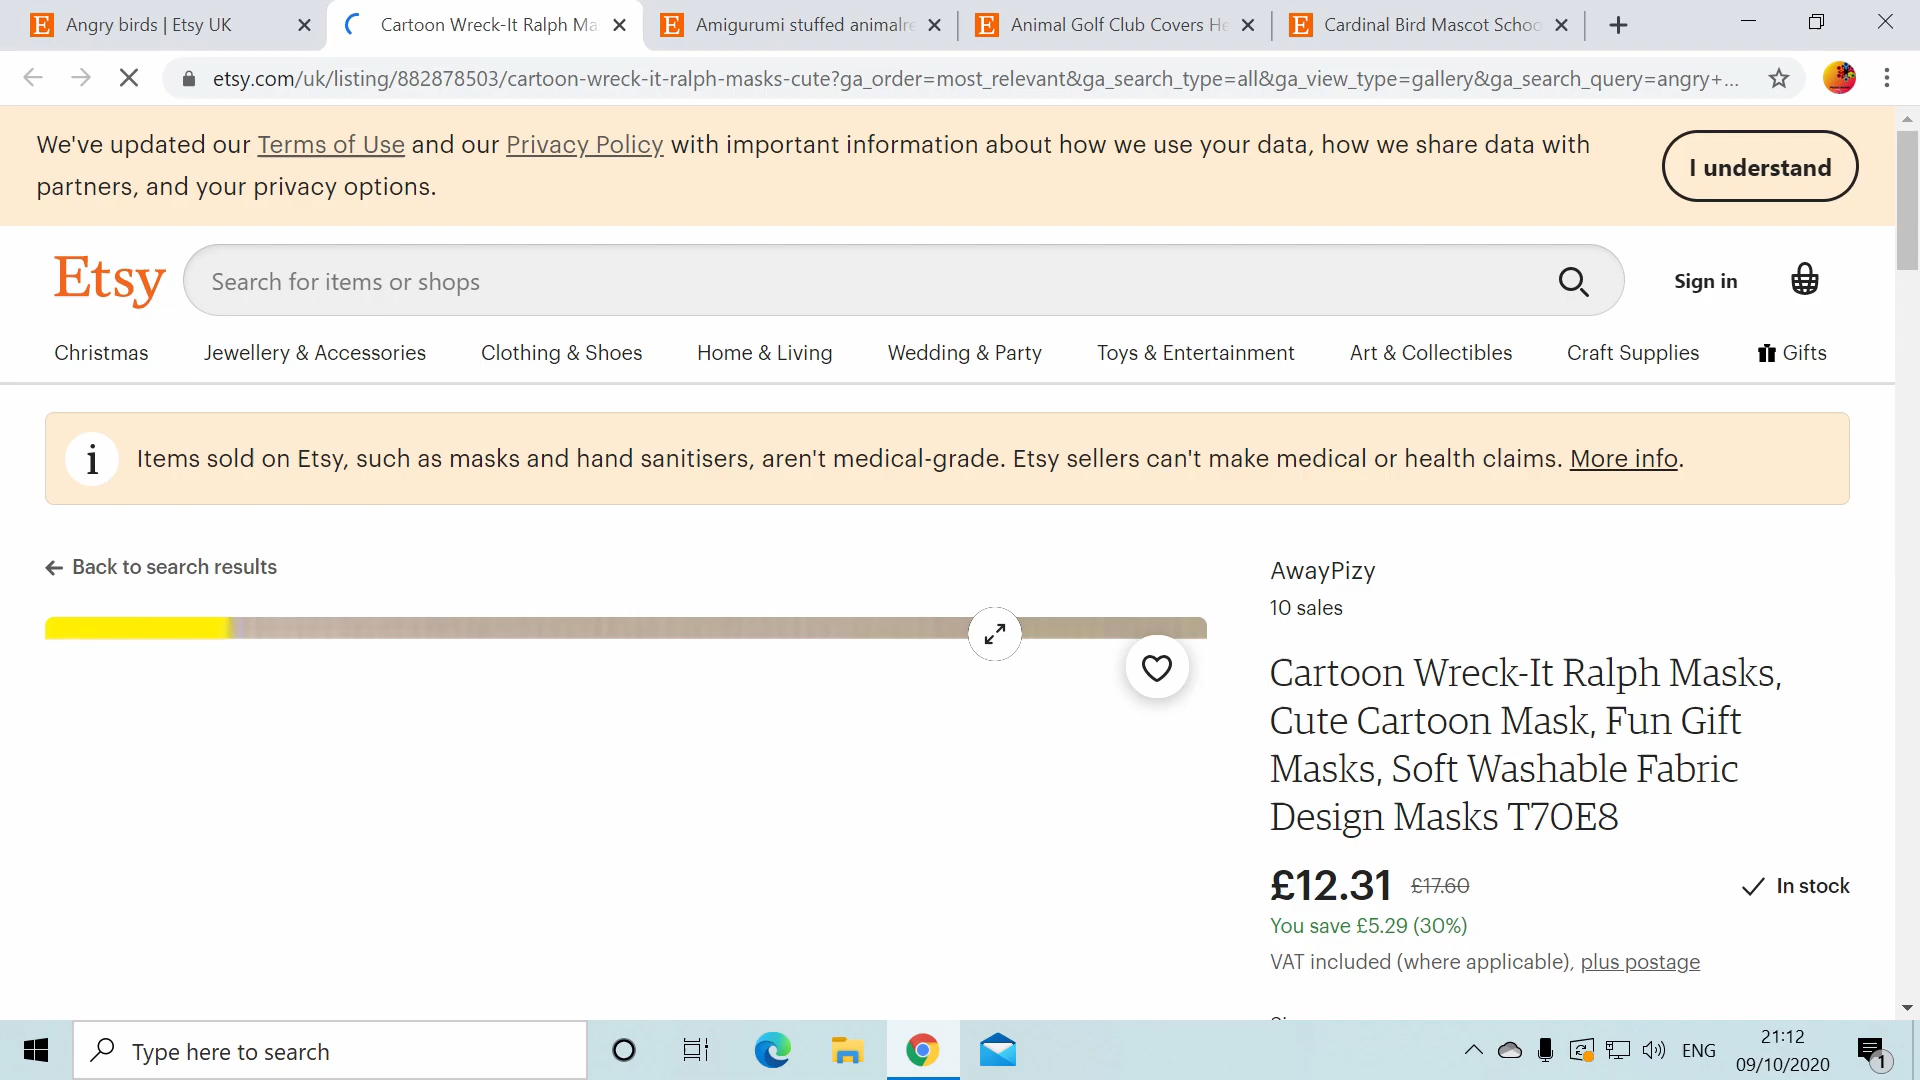 Angry birds | Etsy UK
Cartoon Wreck-It Ralph Ma
Amigurumi stuffed animalre
Animal Golf Club Covers He
Cardinal Bird Mascot Schoo
etsy.com/uk/listing/882878503/cartoon-wreck-it-ralph-masks-cute?ga_order=most_relevant&ga_search_type=all&ga_view_type=gallery&ga_search_query=angry+...
We've updated our Terms of Use and our Privacy Policy with important information about how we use your data, how we share data with
partners, and your privacy options.
I understand
Etsy
Search for items or shops
Sign in
Christmas
Jewellery & Accessories
Clothing & Shoes
Home & Living
Wedding & Party
Toys & Entertainment
Art & Collectibles
Craft Supplies
Gifts
Items sold on Etsy, such as masks and hand sanitisers, aren't medical-grade. Etsy sellers can't make medical or health claims. More info.
Back to search results
AwayPizy
10 sales
Cartoon Wreck-It Ralph Masks,
Cute Cartoon Mask, Fun Gift
Masks, Soft Washable Fabric
Design Masks T70E8
£12.31 £17.60
In stock
You save £5.29 (30%)
VAT included (where applicable), plus postage
Type here to search
ENG
21:12
09/10/2020
1